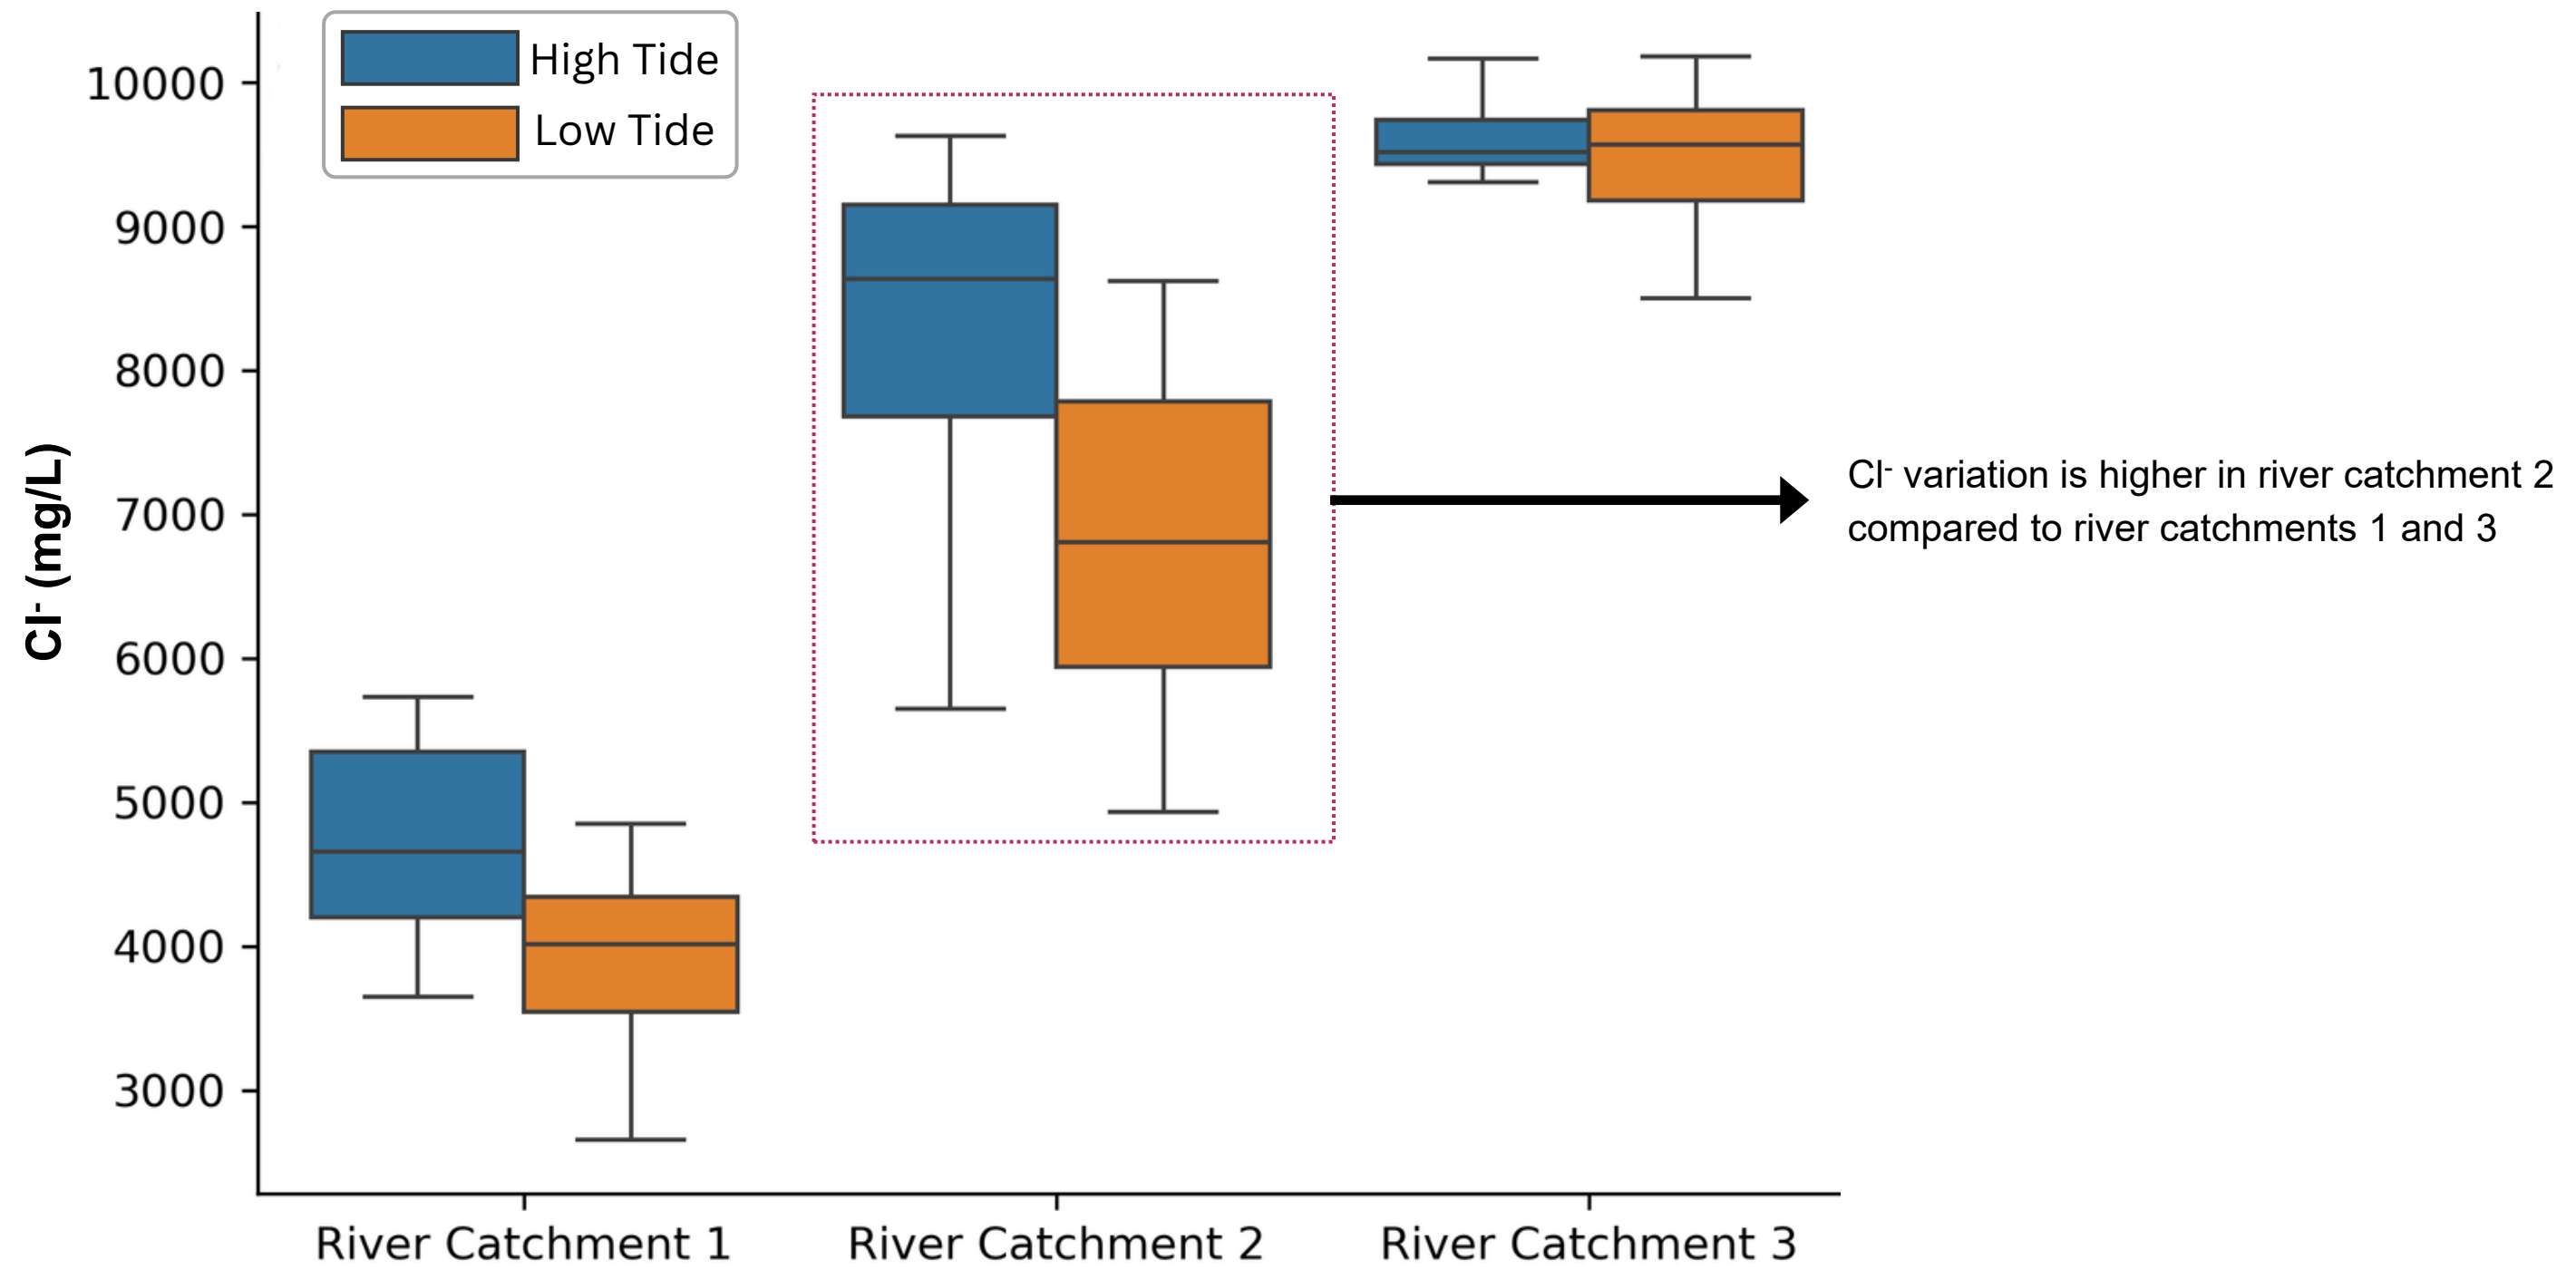 High Tide
Low Tide
10000
9000
8000
7000
6000
5000
4000
3000
Cl- (mg/L)
Cl- variation is higher in river catchment 2
compared to river catchments 1 and 3
River Catchment 1
River Catchment 2
River Catchment 3